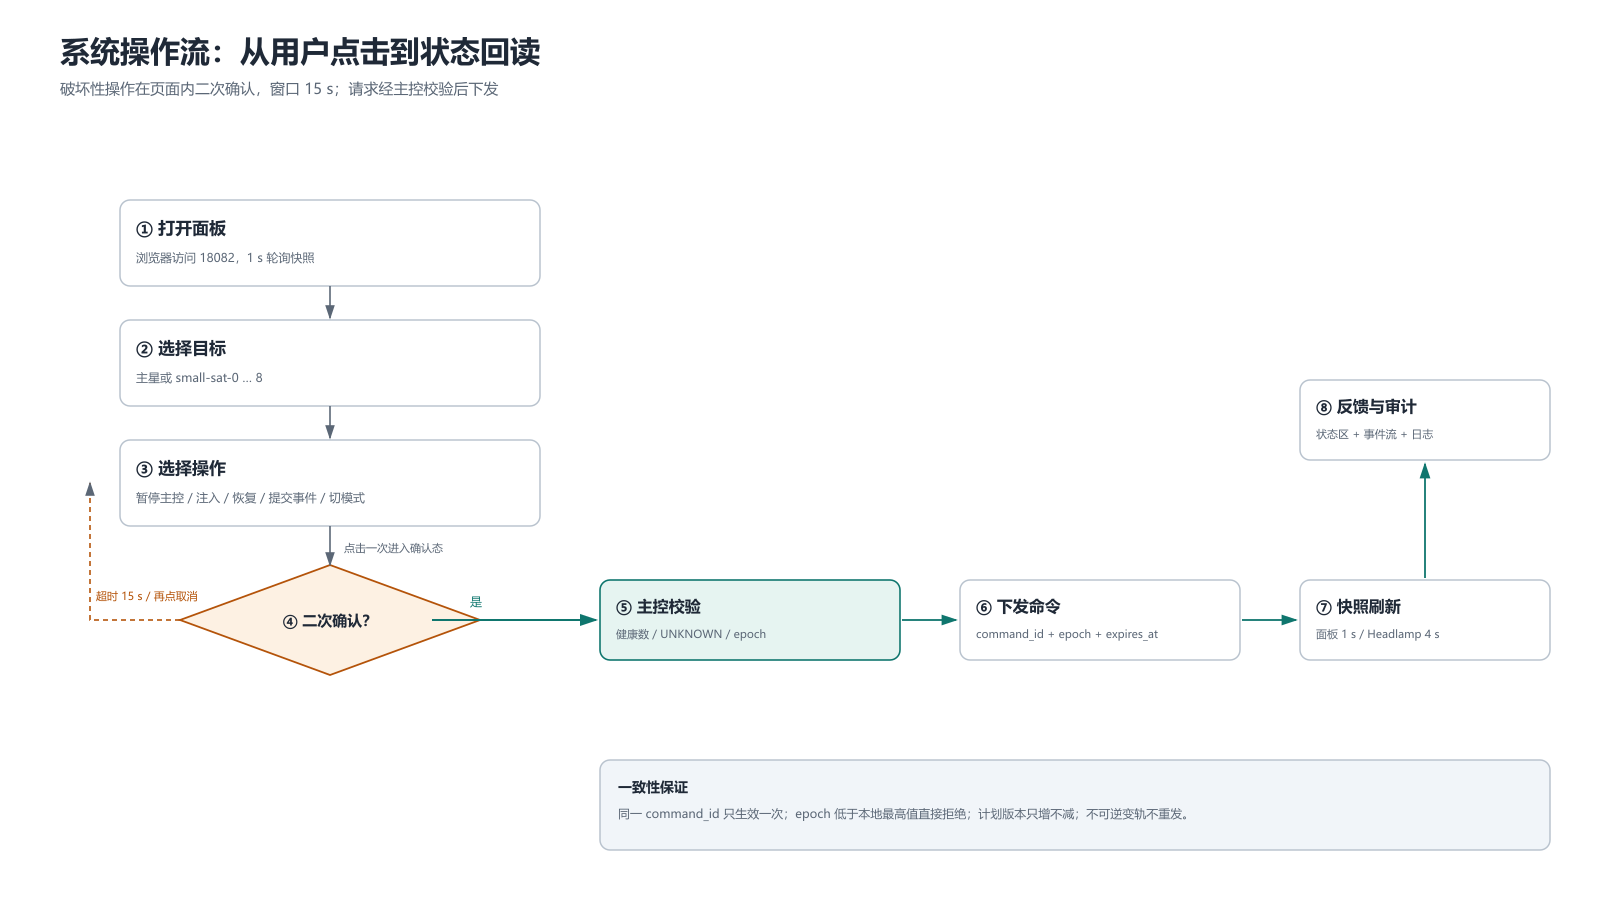 系统操作流：从用户点击到状态回读
破坏性操作在页面内二次确认，窗口 15 s；请求经主控校验后下发
① 打开面板
浏览器访问 18082，1 s 轮询快照
② 选择目标
主星或 small-sat-0 … 8
③ 选择操作
暂停主控 / 注入 / 恢复 / 提交事件 / 切模式
点击一次进入确认态
超时 15 s / 再点取消
④ 二次确认？
是
⑤ 主控校验
健康数 / UNKNOWN / epoch
⑥ 下发命令
command_id + epoch + expires_at
⑦ 快照刷新
面板 1 s / Headlamp 4 s
⑧ 反馈与审计
状态区 + 事件流 + 日志
一致性保证
同一 command_id 只生效一次；epoch 低于本地最高值直接拒绝；计划版本只增不减；不可逆变轨不重发。